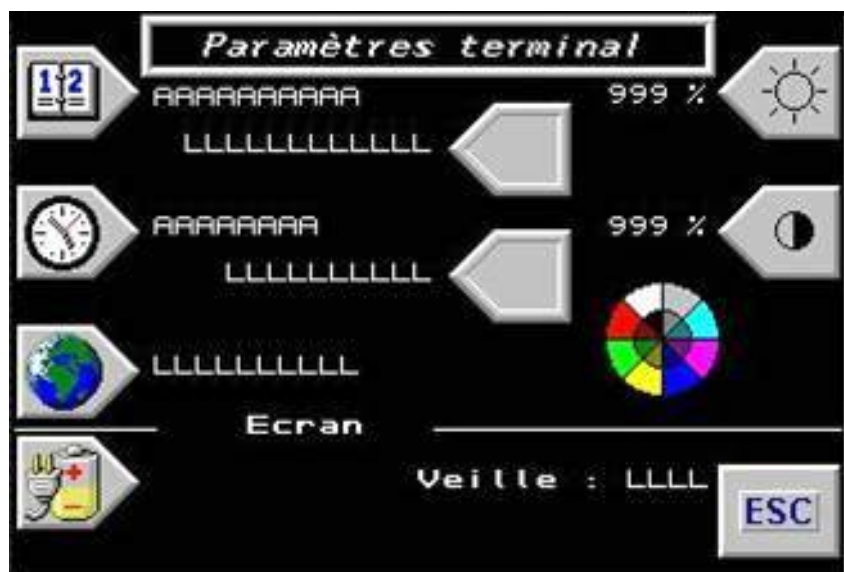 Paramètres terminal
1 2
AAAAAAAAAA 999 %
LLLLLLLLLLLL
AAAAAAAA 999 %
LLLLLLLLLL
LLLLLLLLLL
Ecran
Veille : LLLL
ESC